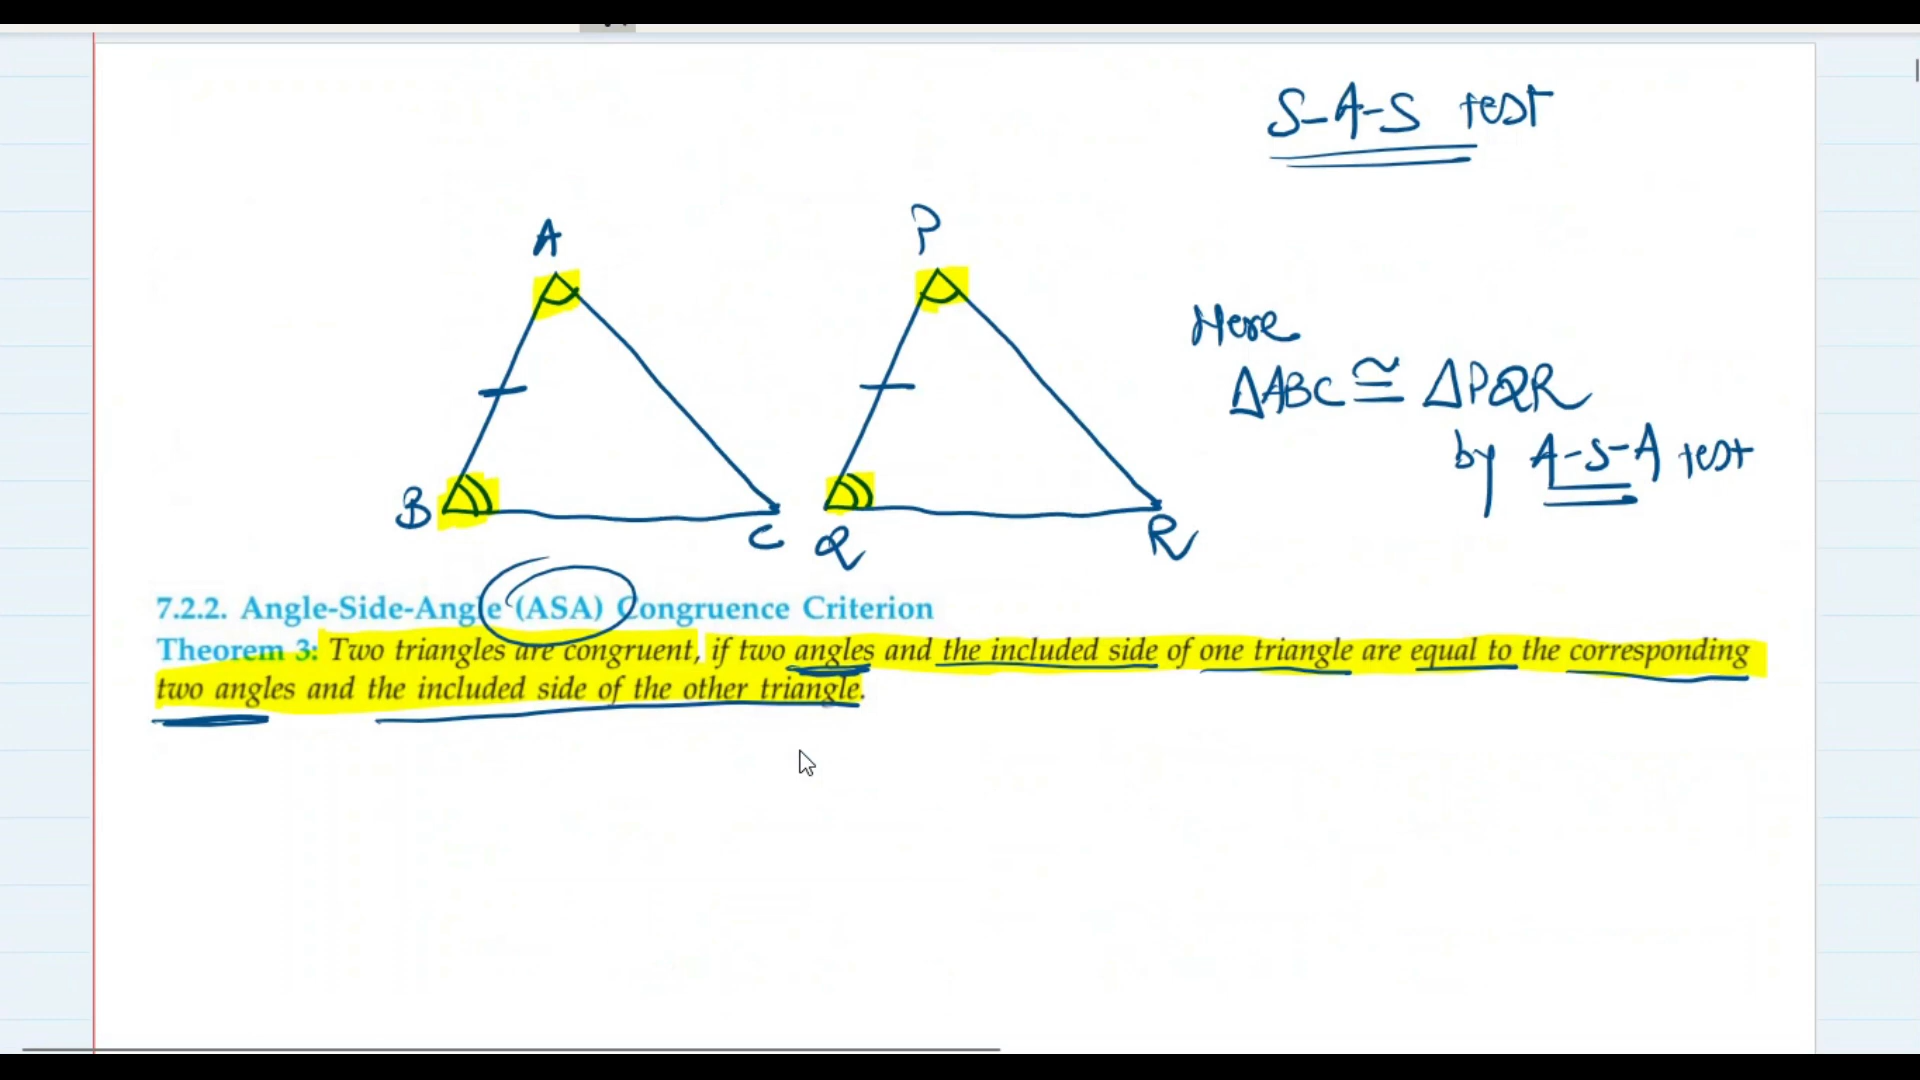 S-A-S test
A
P
Here
ΔABC ≅ ΔPQR
by A-S-A test
B
C
Q
R
7.2.2. Angle-Side-Angle (ASA) Congruence Criterion
Theorem 3: Two triangles are congruent, if two angles and the included side of one triangle are equal to the corresponding
two angles and the included side of the other triangle.